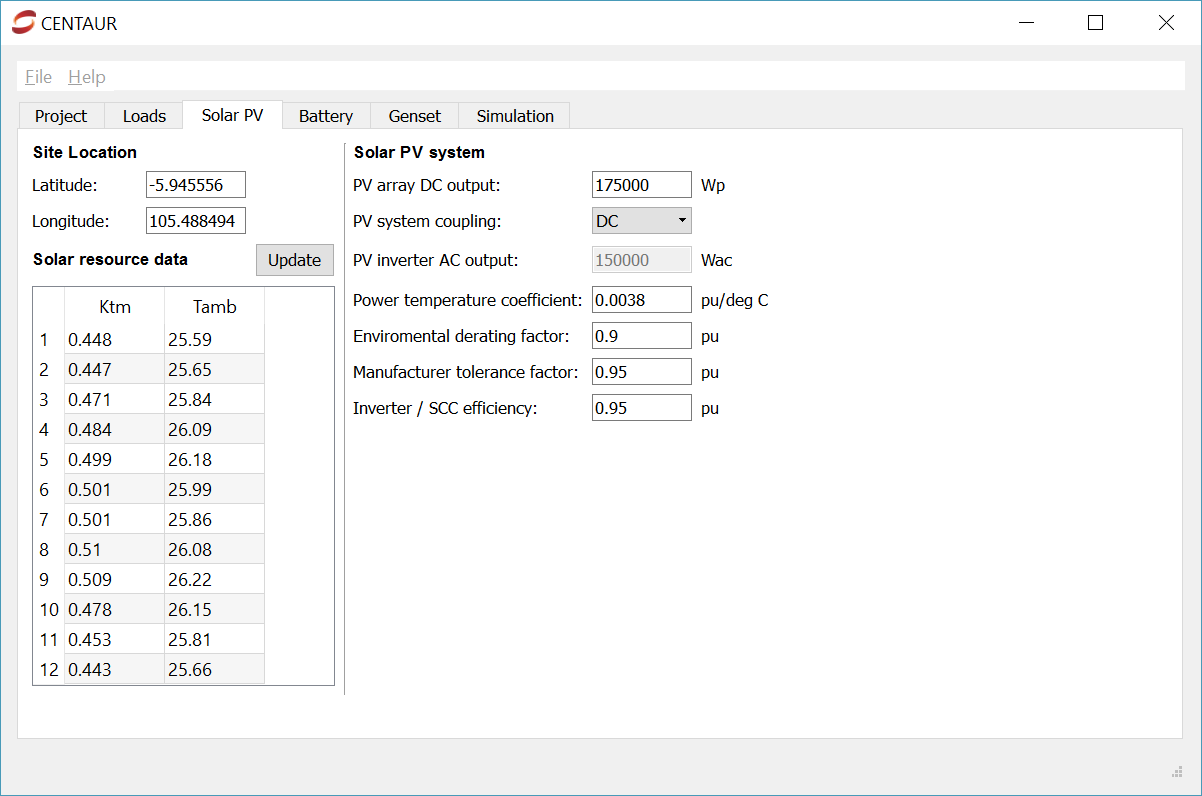 CENTAUR
File Help
Project Loads Solar PV Battery Genset Simulation
Site Location
Latitude: -5.945556
Longitude: 105.488494
Solar resource data Update
Ktm Tamb
1 0.448 25.59
2 0.447 25.65
3 0.471 25.84
4 0.484 26.09
5 0.499 26.18
6 0.501 25.99
7 0.501 25.86
8 0.51 26.08
9 0.509 26.22
10 0.478 26.15
11 0.453 25.81
12 0.443 25.66
Solar PV system
PV array DC output: 175000 Wp
PV system coupling: DC
PV inverter AC output: 150000 Wac
Power temperature coefficient: 0.0038 pu/deg C
Enviromental derating factor: 0.9 pu
Manufacturer tolerance factor: 0.95 pu
Inverter / SCC efficiency: 0.95 pu